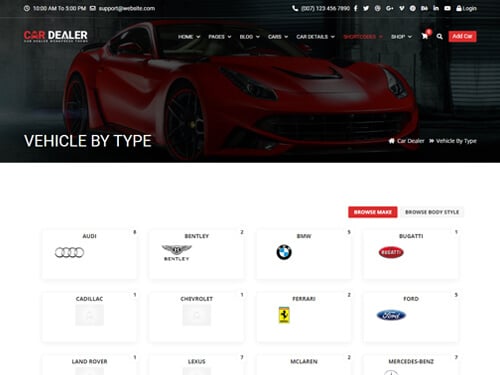 10:00 AM To 5:00 PM support@website.com (007) 123 456 7890 Login
CAR DEALER
CAR DEALER WORDPRESS THEME
HOME PAGES BLOG CARS CAR DETAILS SHORTCODES SHOP Add Car
VEHICLE BY TYPE
Car Dealer » Vehicle By Type
BROWSE MAKE BROWSE BODY STYLE
AUDI 8 BENTLEY 2 BMW 5 BUGATTI 1
BENTLEY BMW BUGATTI
CADILLAC 1 CHEVROLET 1 FERRARI 2 FORD 5
Ford
LAND ROVER 1 LEXUS 7 MCLAREN 2 MERCEDES-BENZ 7